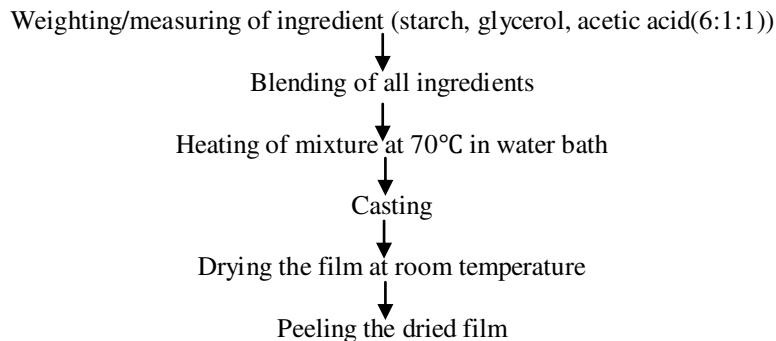 Weighting/measuring of ingredient (starch, glycerol, acetic acid(6:1:1))
Blending of all ingredients
Heating of mixture at 70℃ in water bath
Casting
Drying the film at room temperature
Peeling the dried film